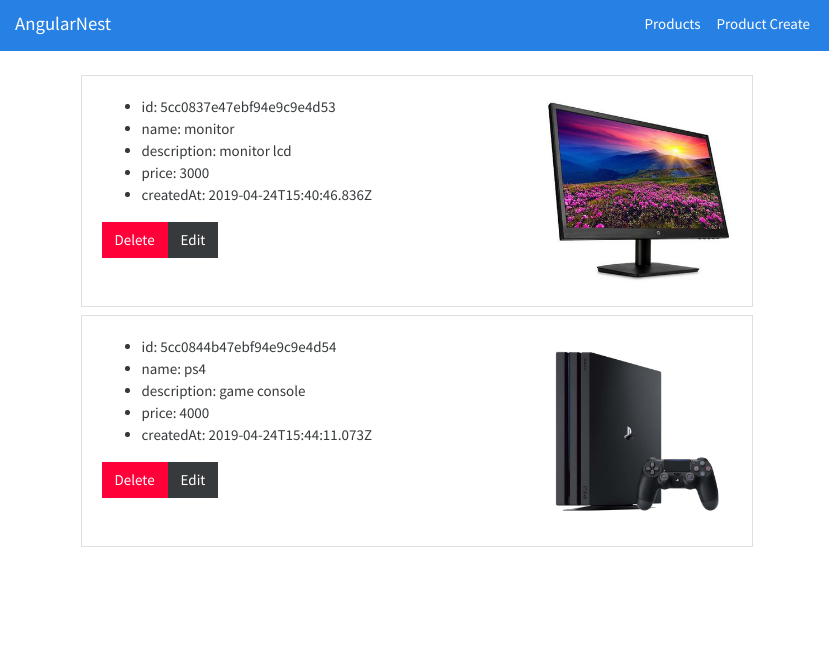 AngularNest
Products Product Create
id: 5cc0837e47ebf94e9c9e4d53
name: monitor
description: monitor lcd
price: 3000
createdAt: 2019-04-24T15:40:46.836Z
Delete Edit
id: 5cc0844b47ebf94e9c9e4d54
name: ps4
description: game console
price: 4000
createdAt: 2019-04-24T15:44:11.073Z
Delete Edit